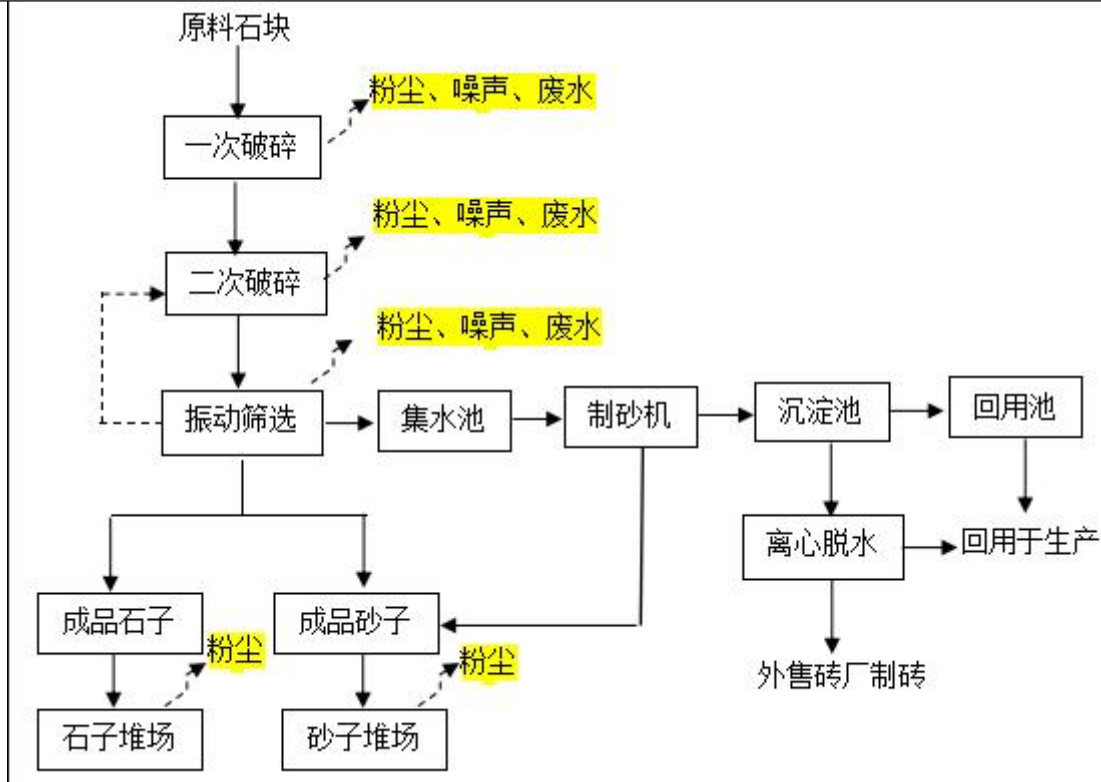 原料石块
粉尘、噪声、废水
一次破碎
粉尘、噪声、废水
二次破碎
粉尘、噪声、废水
振动筛选
集水池
制砂机
沉淀池
回用池
离心脱水
回用于生产
成品石子
成品砂子
粉尘
粉尘
外售砖厂制砖
石子堆场
砂子堆场